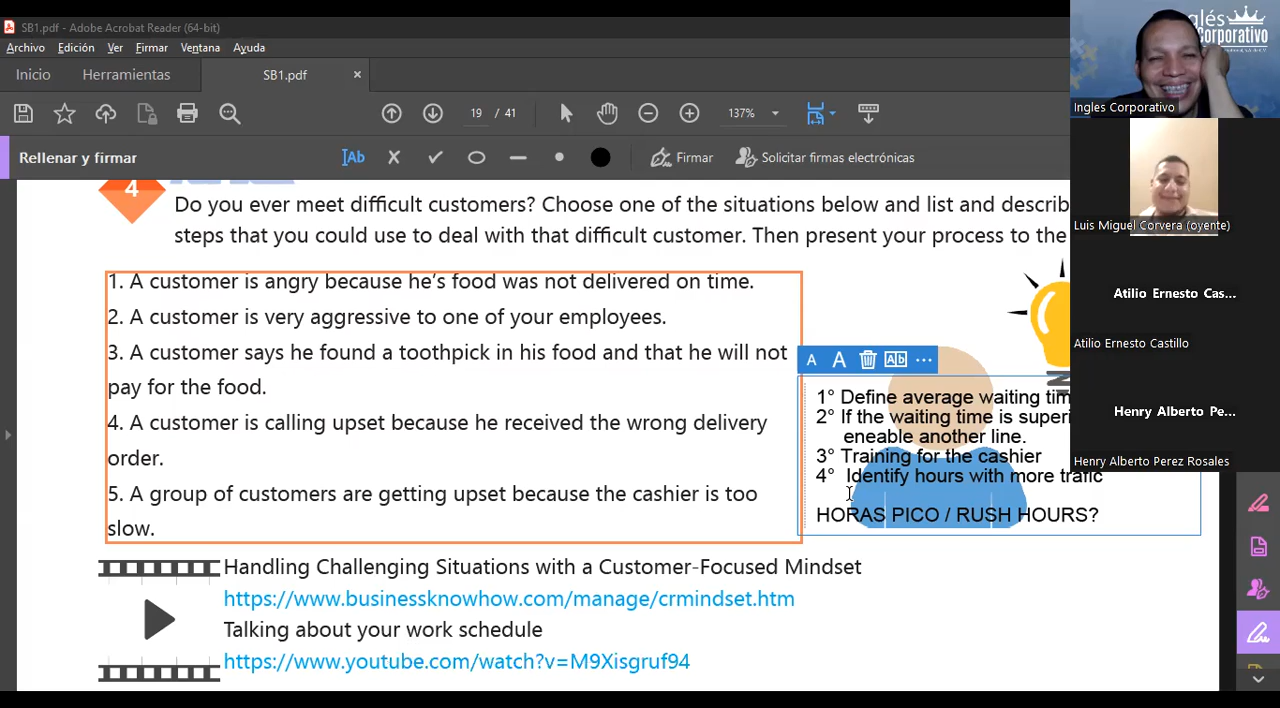 SB1.pdf - Adobe Acrobat Reader (64-bit)
Archivo Edición Ver Firmar Ventana Ayuda
Inicio Herramientas SB1.pdf ×
19 / 41 137%
Rellenar y firmar Ab Firmar Solicitar firmas electrónicas
4
Do you ever meet difficult customers? Choose one of the situations below and list and describ
steps that you could use to deal with that difficult customer. Then present your process to the
1. A customer is angry because he's food was not delivered on time.
2. A customer is very aggressive to one of your employees.
3. A customer says he found a toothpick in his food and that he will not
pay for the food.
4. A customer is calling upset because he received the wrong delivery
order.
5. A group of customers are getting upset because the cashier is too
slow.
A A Ab ...
1° Define average waiting tim
2° If the waiting time is superi
eneable another line.
3° Training for the cashier
4° Identify hours with more trafic
HORAS PICO / RUSH HOURS?
Handling Challenging Situations with a Customer-Focused Mindset
https://www.businessknowhow.com/manage/crmindset.htm
Talking about your work schedule
https://www.youtube.com/watch?v=M9Xisgruf94
glés
Corporativo
Ingles Corporativo
Luis Miguel Corvera (oyente)
Atilio Ernesto Cas...
Atilio Ernesto Castillo
Henry Alberto Pe...
Henry Alberto Perez Rosales